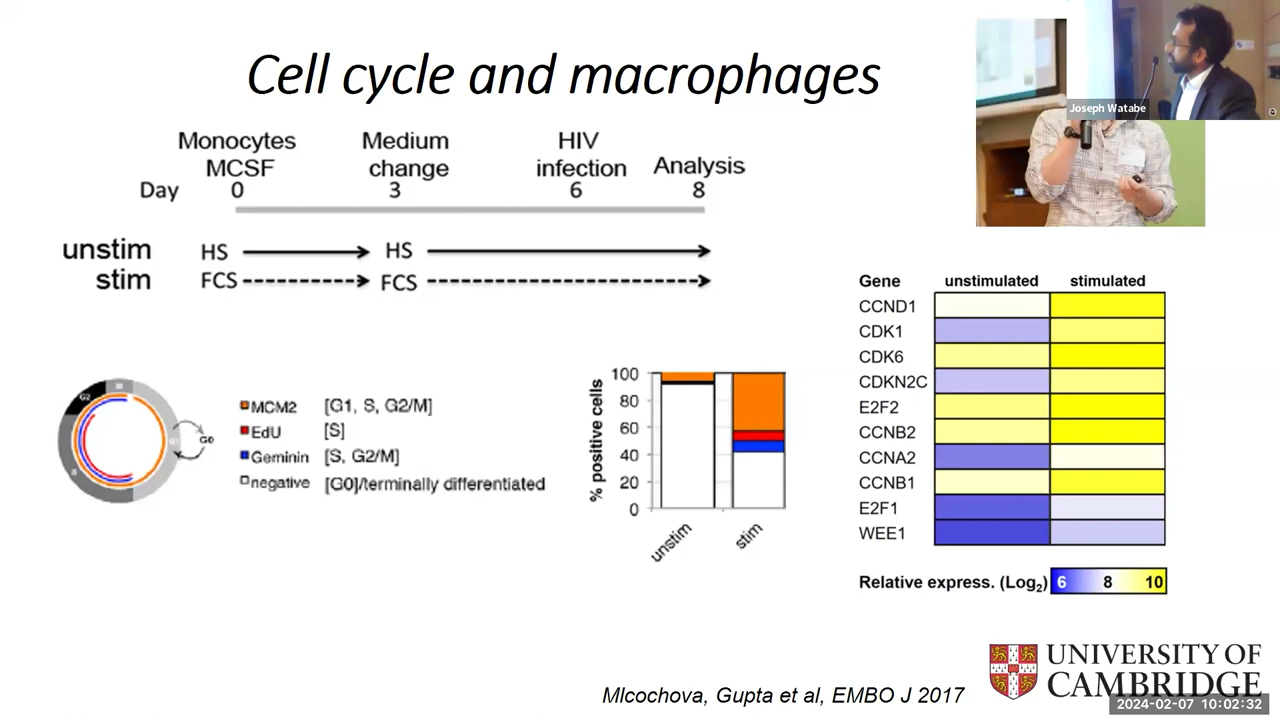 Cell cycle and macrophages
Joseph Watabe
Monocytes MCSF
Medium change
HIV infection
Analysis
Day 0 3 6 8
unstim HS HS
stim FCS FCS
G2
M
G1
G0
S
MCM2 [G1, S, G2/M]
EdU [S]
Geminin [S, G2/M]
negative [G0]/terminally differentiated
% positive cells
100
80
60
40
20
0
unstim stim
Gene unstimulated stimulated
CCND1
CDK1
CDK6
CDKN2C
E2F2
CCNB2
CCNA2
CCNB1
E2F1
WEE1
Relative express. (Log2) 6 8 10
UNIVERSITY OF
CAMBRIDGE
Mlcochova, Gupta et al, EMBO J 2017
2024-02-07 10:02:32